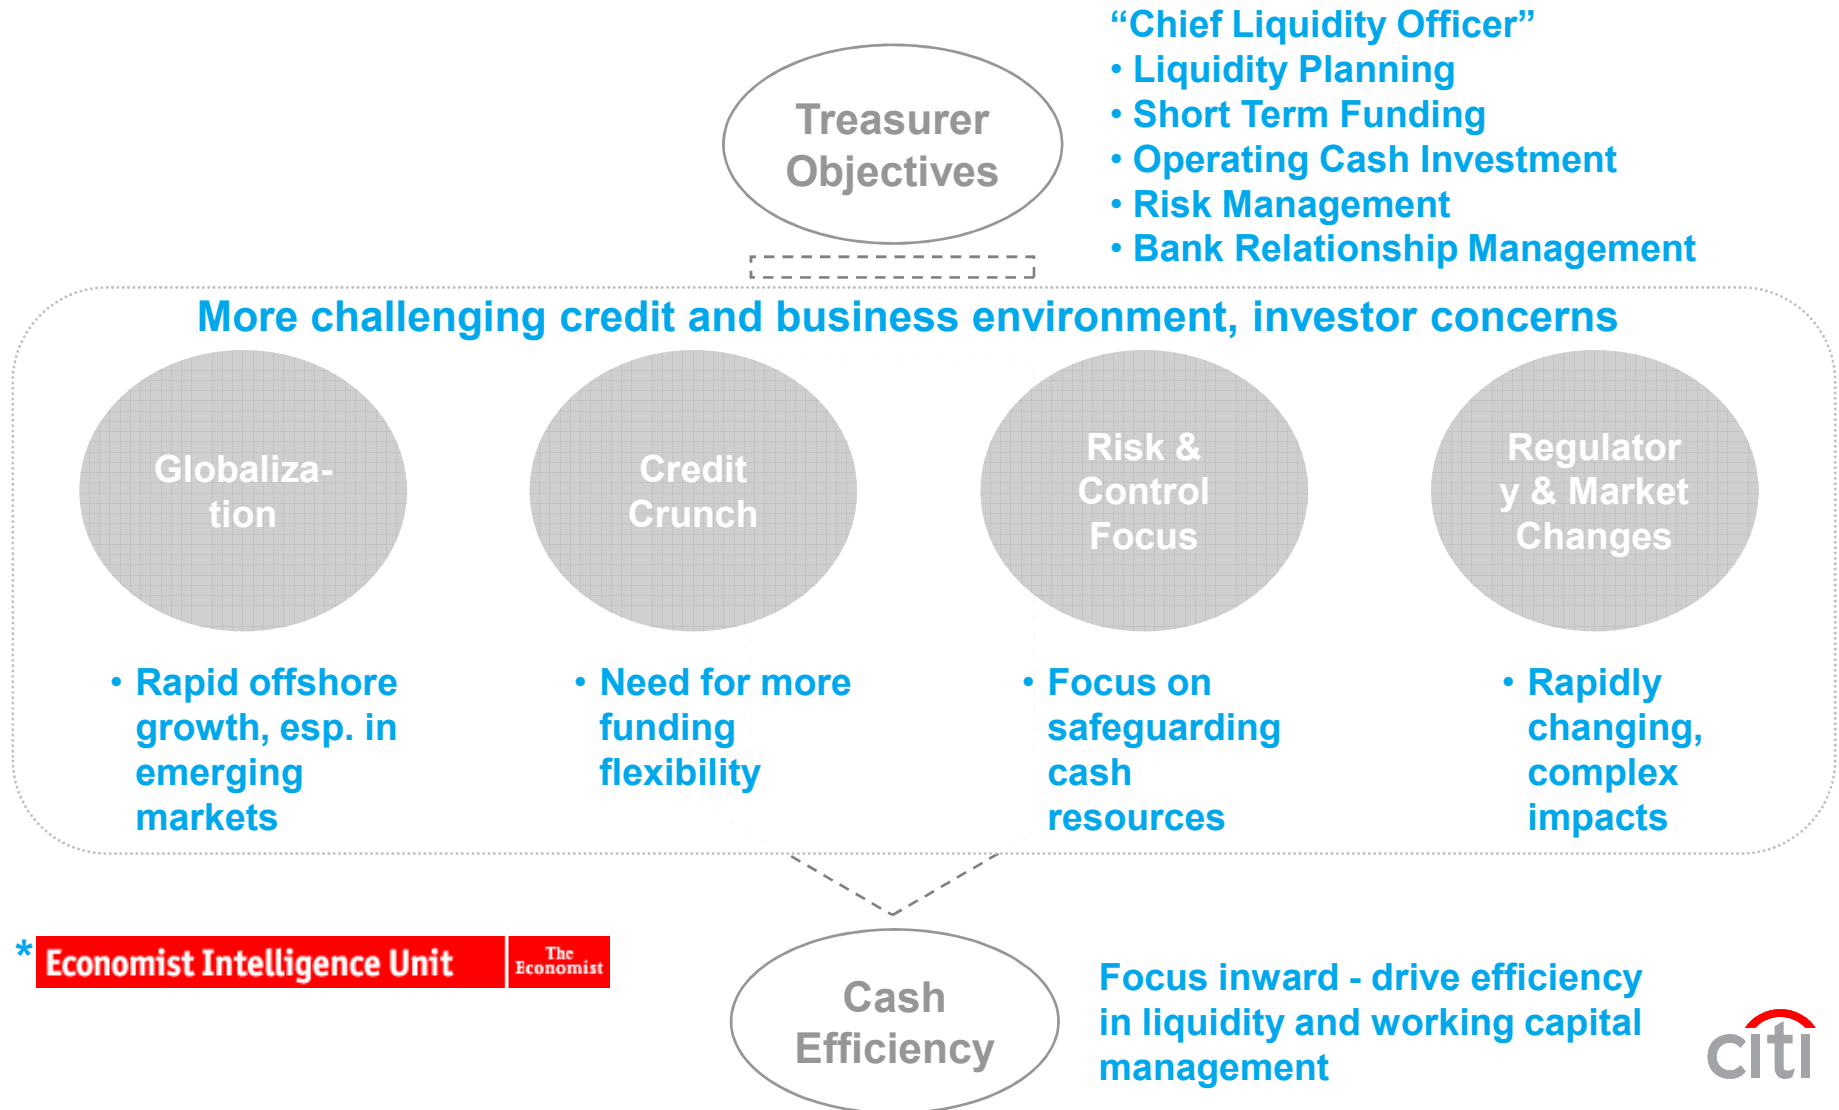 “Chief Liquidity Officer”
• Liquidity Planning
• Short Term Funding
• Operating Cash Investment
• Risk Management
• Bank Relationship Management
Treasurer
Objectives
More challenging credit and business environment, investor concerns
Globaliza-
tion
Credit
Crunch
Risk &
Control
Focus
Regulator
y & Market
Changes
• Rapid offshore
growth, esp. in
emerging
markets
• Need for more
funding
flexibility
• Focus on
safeguarding
cash
resources
• Rapidly
changing,
complex
impacts
* Economist Intelligence Unit
The
Economist
Cash
Efficiency
Focus inward - drive efficiency
in liquidity and working capital
management
citi